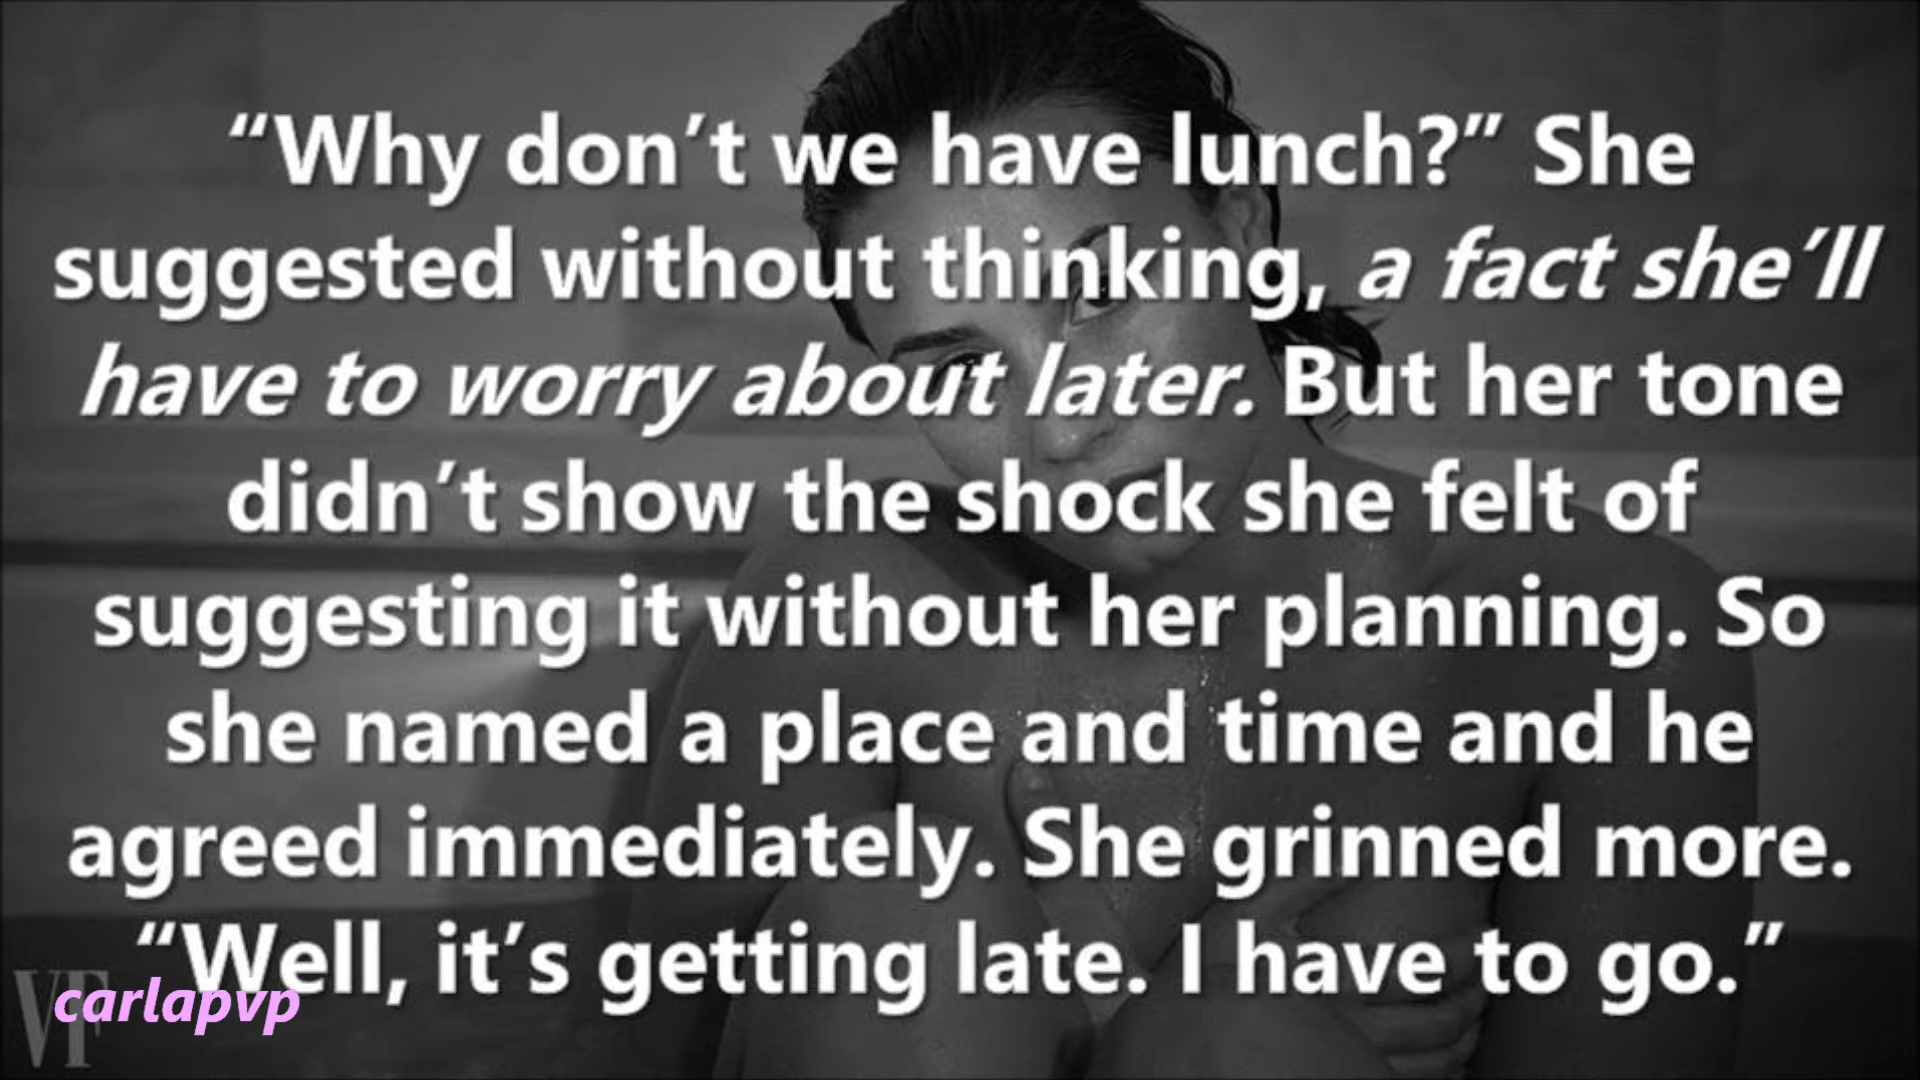 “Why don’t we have lunch?” She
suggested without thinking, a fact she’ll
have to worry about later. But her tone
didn’t show the shock she felt of
suggesting it without her planning. So
she named a place and time and he
agreed immediately. She grinned more.
“Well, it’s getting late. I have to go.”
VF
carlapvp